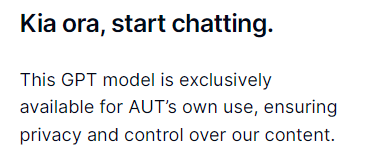 Kia ora, start chatting.
This GPT model is exclusively
available for AUT’s own use, ensuring
privacy and control over our content.